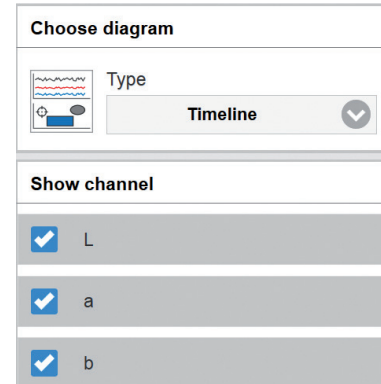 Choose diagram
Type
Timeline
Show channel
L
a
b